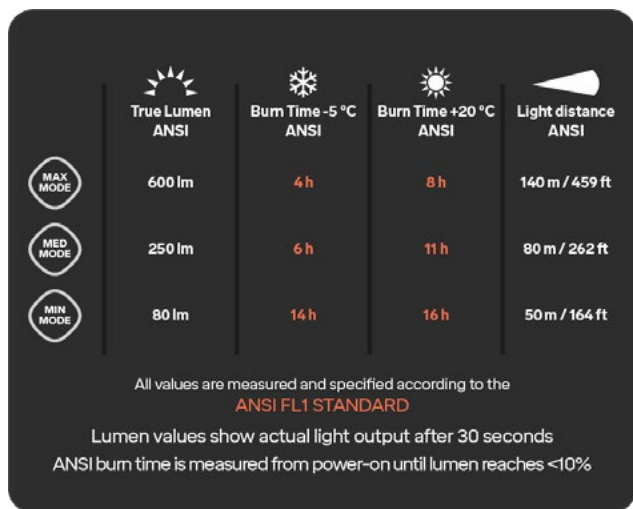 True Lumen Burn Time -5 °C Burn Time +20 °C Light distance
ANSI ANSI ANSI ANSI
MAX
MODE
600 lm 4 h 8 h 140 m / 459 ft
MED
MODE
250 lm 6 h 11 h 80 m / 262 ft
MIN
MODE
80 lm 14 h 16 h 50 m / 164 ft
All values are measured and specified according to the
ANSI FL1 STANDARD
Lumen values show actual light output after 30 seconds
ANSI burn time is measured from power-on until lumen reaches <10%